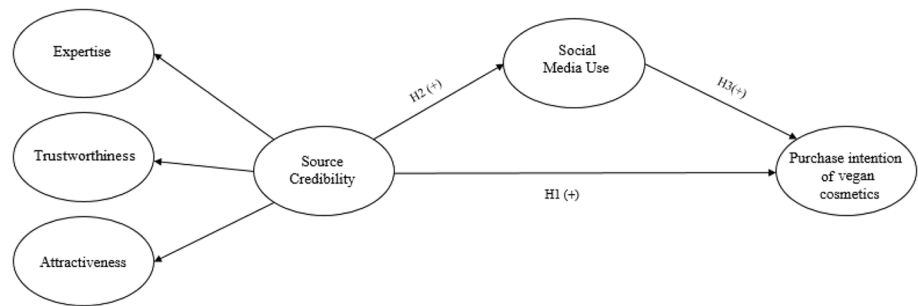 Expertise
Trustworthiness
Attractiveness
Source
Credibility
H2 (+)
Social
Media Use
H3(+)
H1 (+)
Purchase intention
of vegan
cosmetics